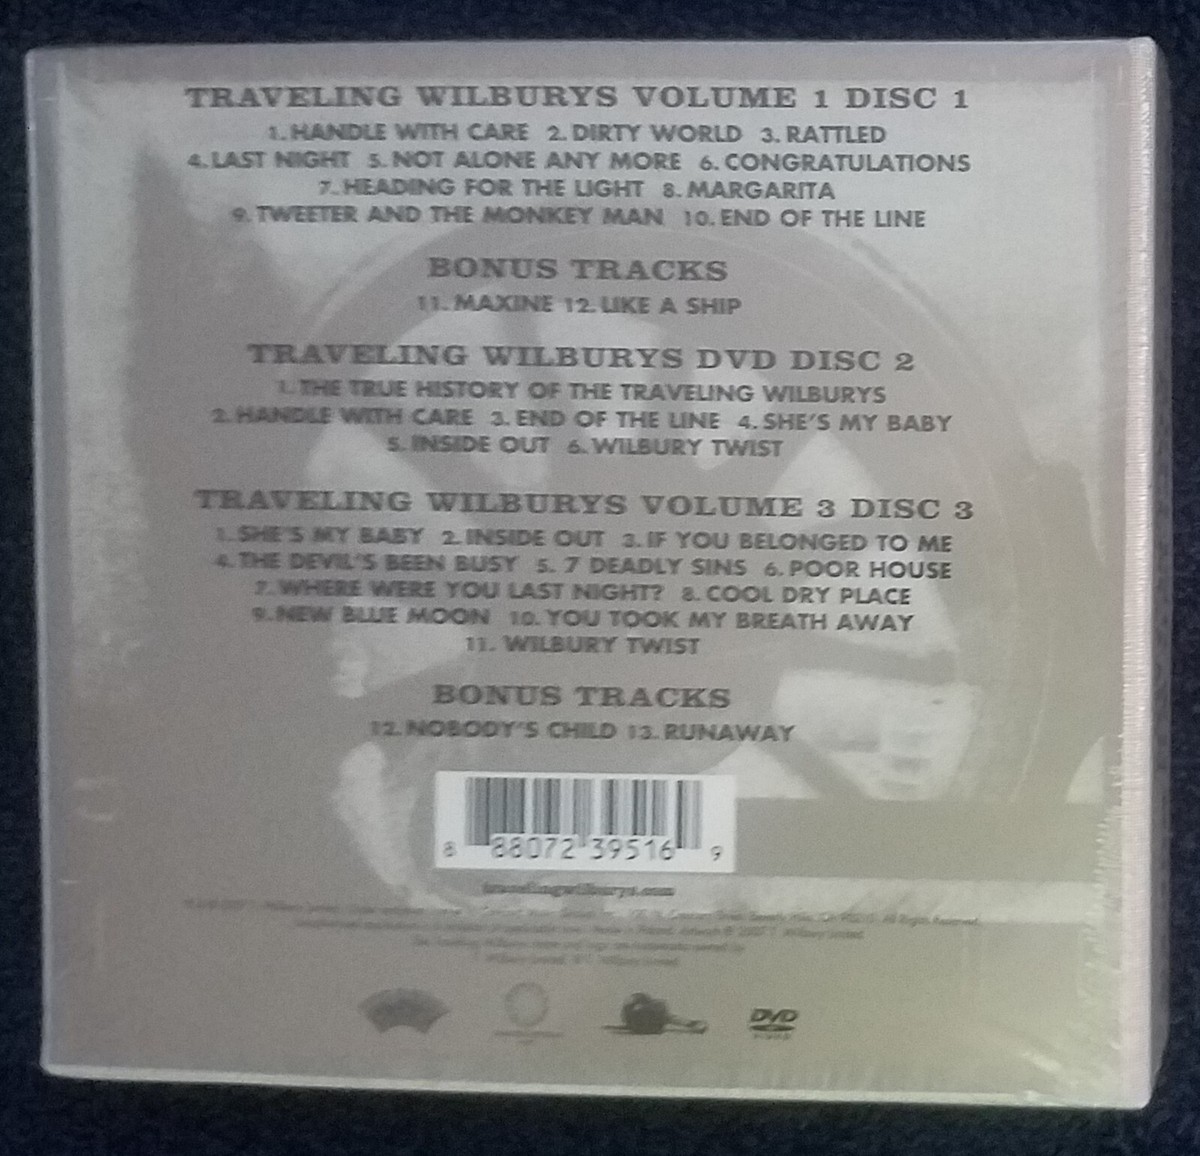 TRAVELING WILBURYS VOLUME 1 DISC 1
1. HANDLE WITH CARE 2. DIRTY WORLD 3. RATTLED
4. LAST NIGHT 5. NOT ALONE ANY MORE 6. CONGRATULATIONS
7. HEADING FOR THE LIGHT 8. MARGARITA
9. TWEETER AND THE MONKEY MAN 10. END OF THE LINE
BONUS TRACKS
11. MAXINE 12. LIKE A SHIP
TRAVELING WILBURYS DVD DISC 2
1. THE TRUE HISTORY OF THE TRAVELING WILBURYS
2. HANDLE WITH CARE 3. END OF THE LINE 4. SHE'S MY BABY
5. INSIDE OUT 6. WILBURY TWIST
TRAVELING WILBURYS VOLUME 3 DISC 3
1. SHE'S MY BABY 2. INSIDE OUT 3. IF YOU BELONGED TO ME
4. THE DEVIL'S BEEN BUSY 5. 7 DEADLY SINS 6. POOR HOUSE
7. WHERE WERE YOU LAST NIGHT? 8. COOL DRY PLACE
9. NEW BLUE MOON 10. YOU TOOK MY BREATH AWAY
11. WILBURY TWIST
BONUS TRACKS
12. NOBODY'S CHILD 13. RUNAWAY
8 88072 39516 9
travelingwilburys.com
All Rights Reserved.
DVD